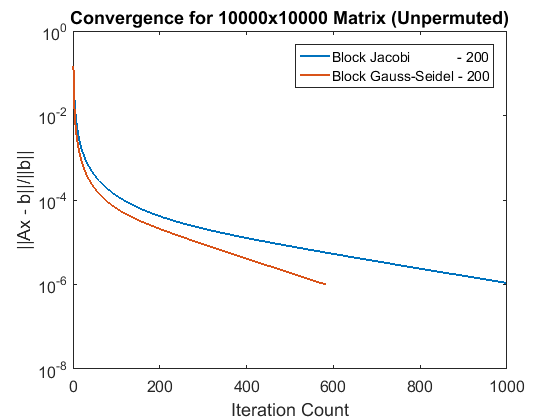 Convergence for 10000x10000 Matrix (Unpermuted)
10^0
Block Jacobi - 200
Block Gauss-Seidel - 200
10^-2
||Ax - b||/||b||
10^-4
10^-6
10^-8
0 200 400 600 800 1000
Iteration Count